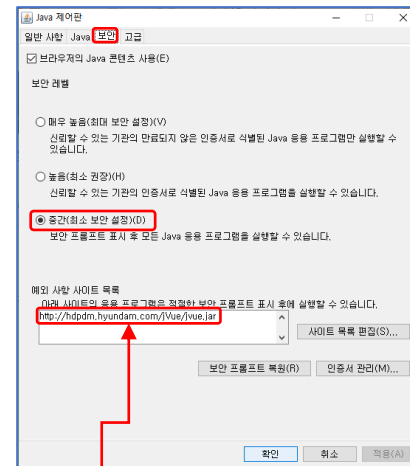 Java 제어판
일반 사항 Java 보안 고급
브라우저의 Java 콘텐츠 사용(E)
보안 레벨
매우 높음(최대 보안 설정)(V)
신뢰할 수 있는 기관의 만료되지 않은 인증서로 식별된 Java 응용 프로그램만 실행할 수
있습니다.
높음(최소 권장)(H)
신뢰할 수 있는 기관의 인증서로 식별된 Java 응용 프로그램을 실행할 수 있습니다.
중간(최소 보안 설정)(D)
보안 프롬프트 표시 후 모든 Java 응용 프로그램을 실행할 수 있습니다.
예외 사항 사이트 목록
아래 사이트의 응용 프로그램은 적절한 보안 프롬프트 표시 후에 실행할 수 있습니다.
http://hdpdm.hyundam.com/jVue/jvue.jar
사이트 목록 편집(S)...
보안 프롬프트 복원(R) 인증서 관리(M)...
확인 취소 적용(A)